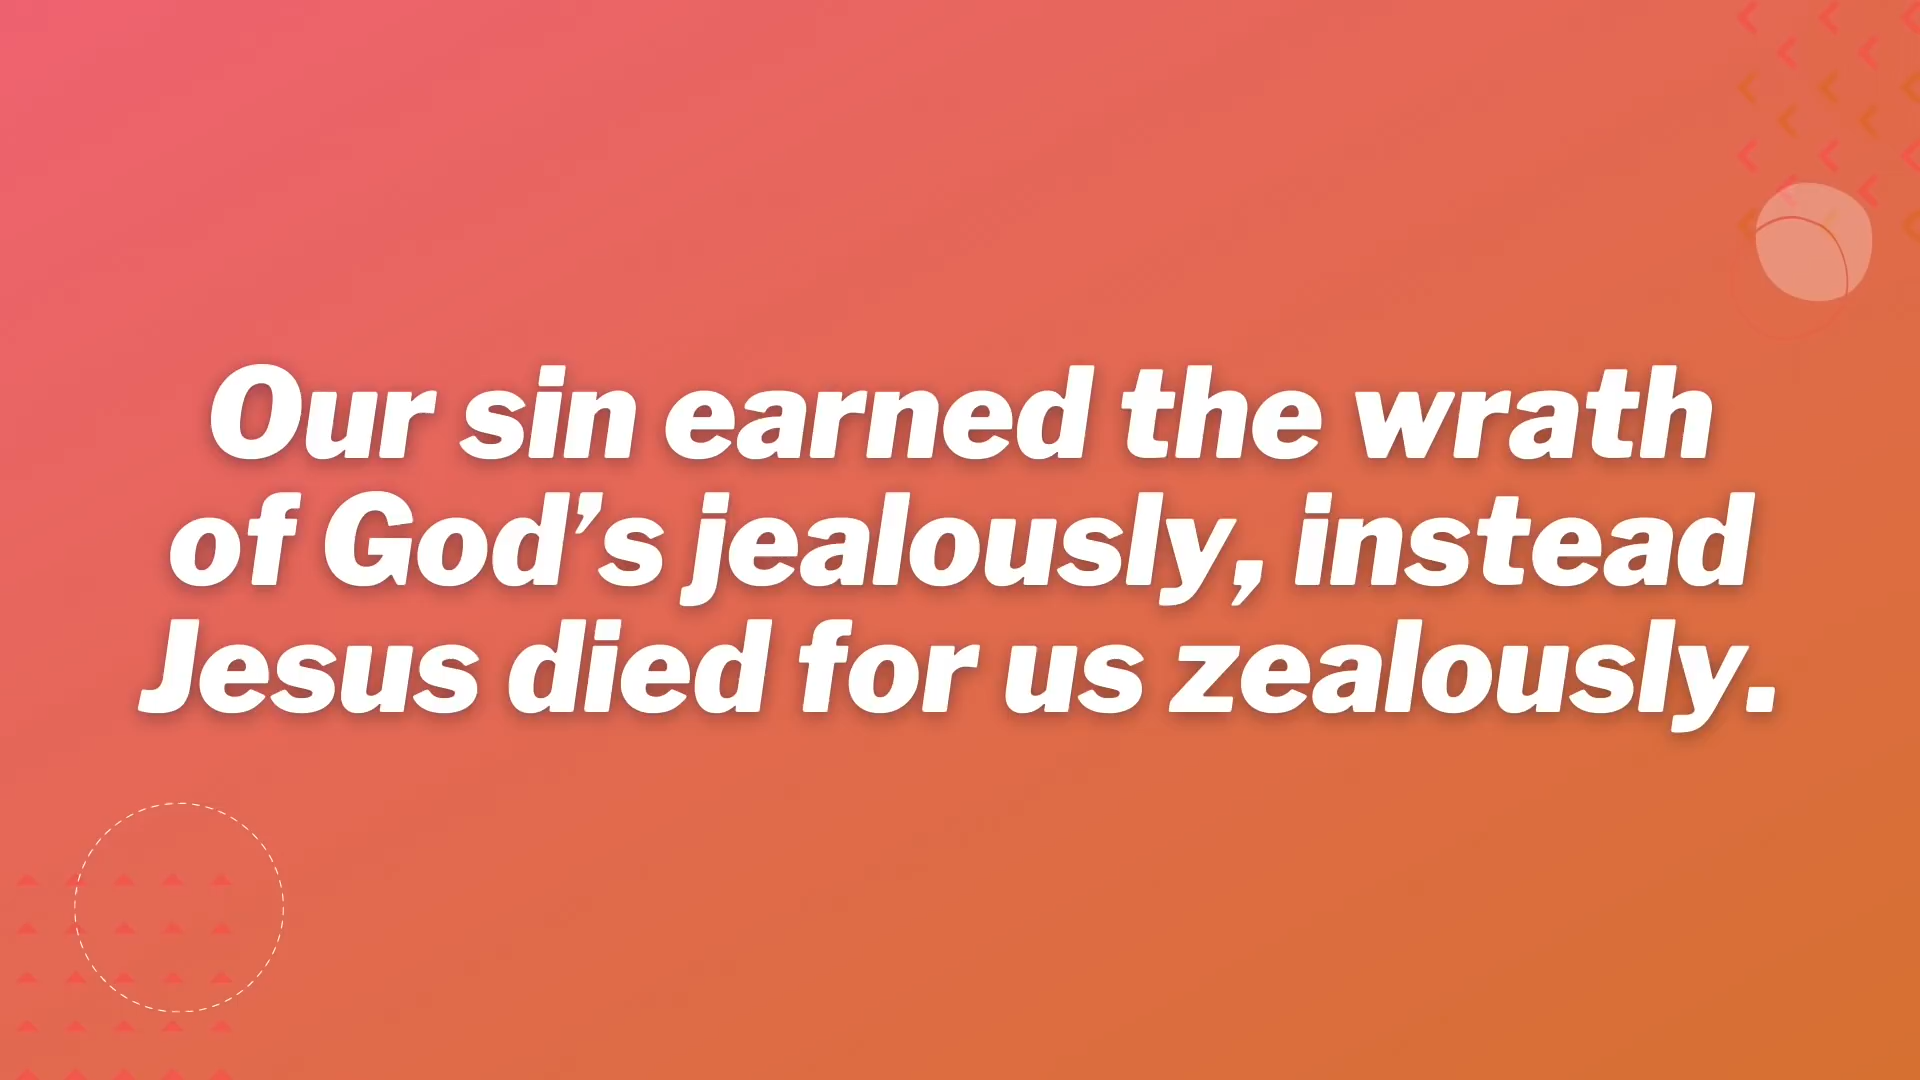 Our sin earned the wrath
of God’s jealously, instead
Jesus died for us zealously.